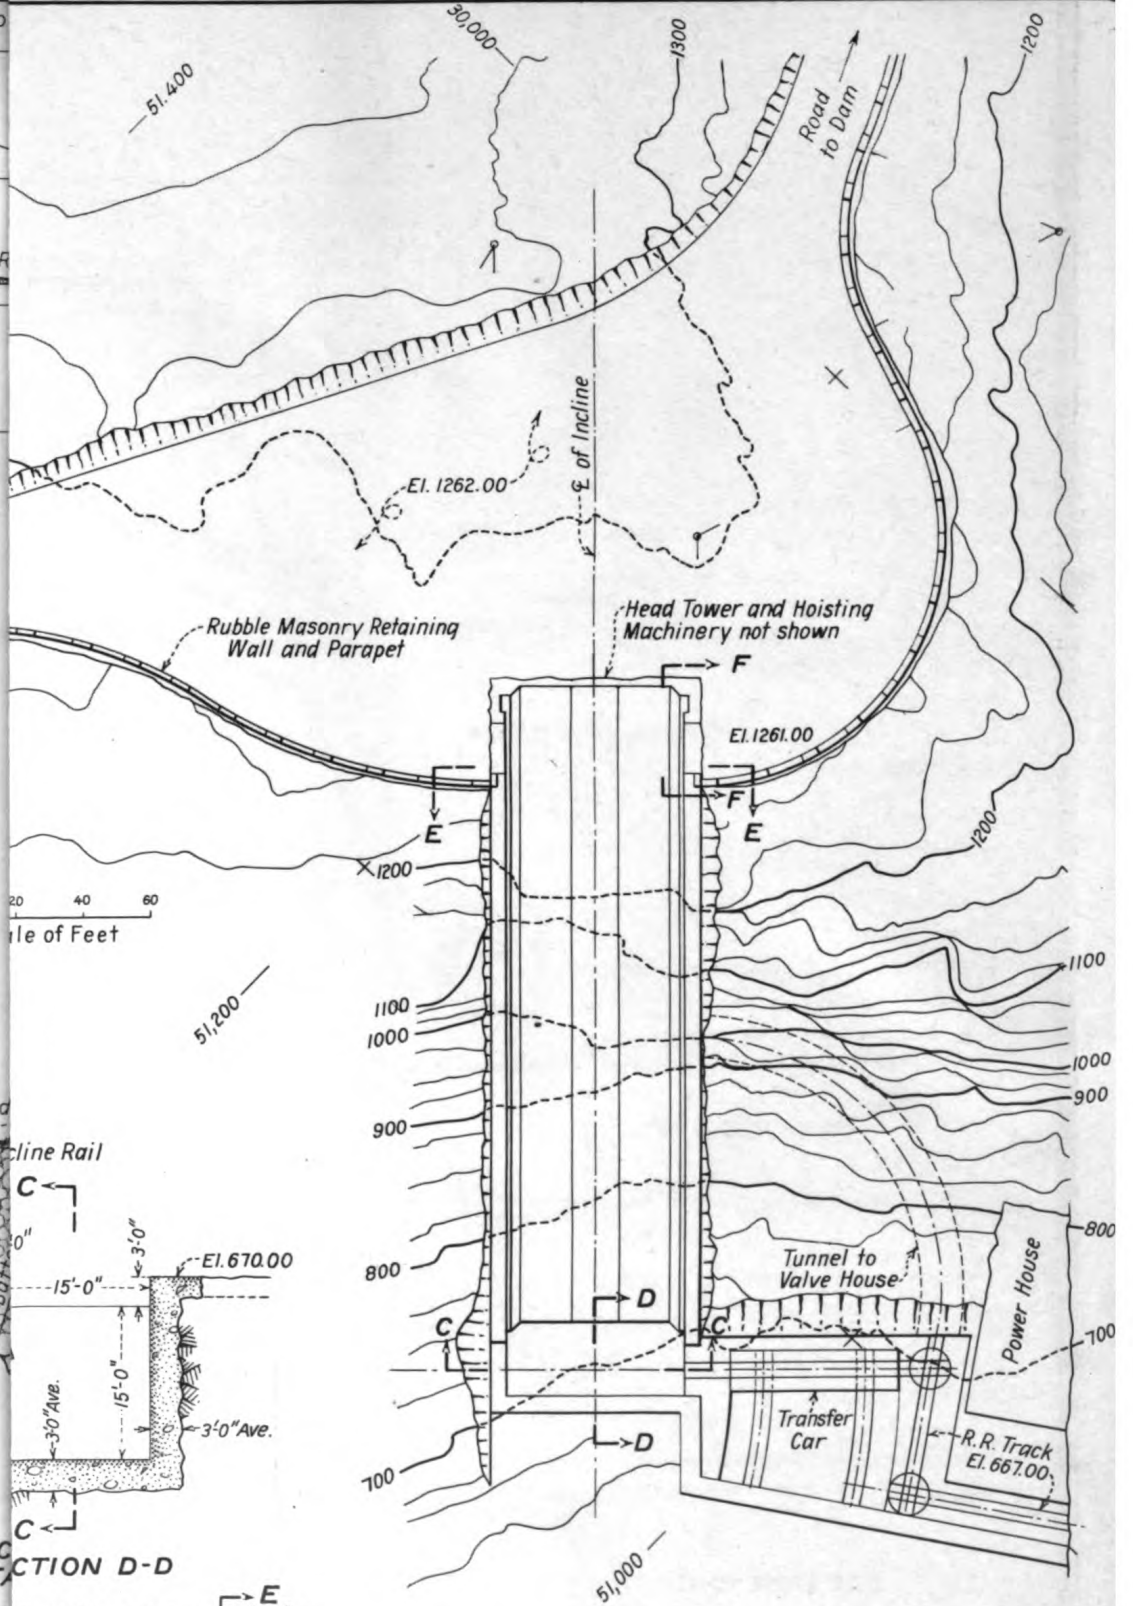 30,000
1300
1200
51,400
Road
to Dam
℄ of Incline
El. 1262.00
Rubble Masonry Retaining
Wall and Parapet
Head Tower and Hoisting
Machinery not shown
F
El. 1261.00
F
E
E
1200
1200
20 40 60
le of Feet
1100
51,200
1100
1000
1000
900
900
cline Rail
C
3'-0"
El. 670.00
15'-0"
800
800
Tunnel to
Valve House
Power House
D
C
C
700
15'-0"
3'-0" Ave.
3'-0" Ave.
Transfer
Car
D
R.R. Track
El. 667.00
700
C
CTION D-D
E
51,000